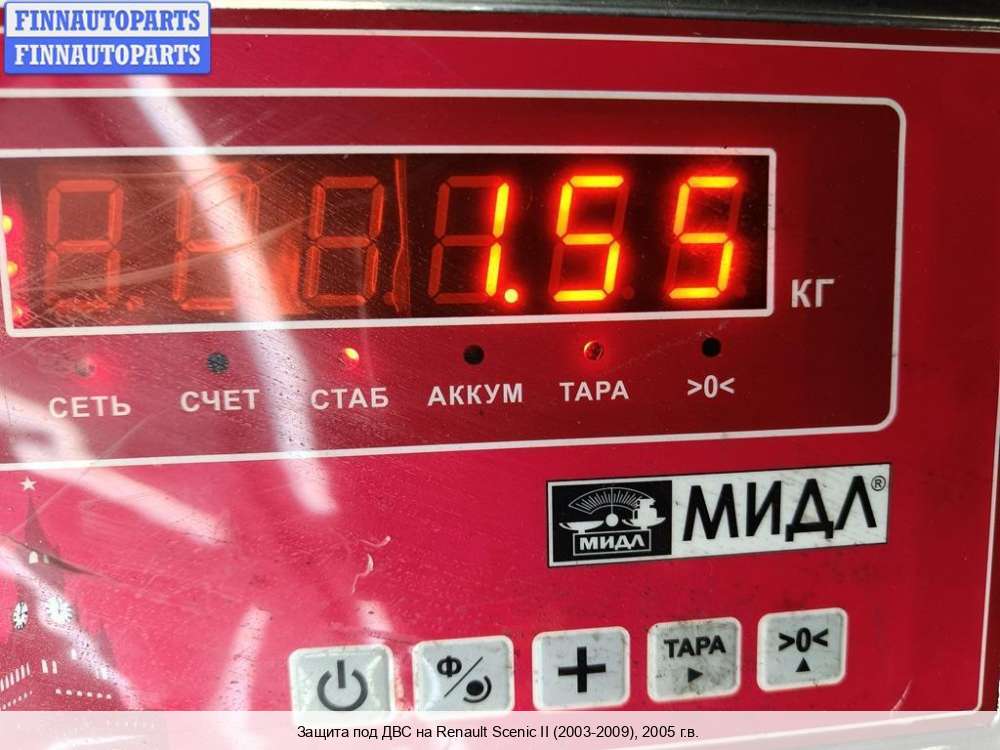 FINNAUTOPARTS
FINNAUTOPARTS
1.55
КГ
СЕТЬ СЧЕТ СТАБ АККУМ ТАРА >0<
МИДЛ МИДЛ®
Ф ТАРА >0<
Защита под ДВС на Renault Scenic II (2003-2009), 2005 г.в.